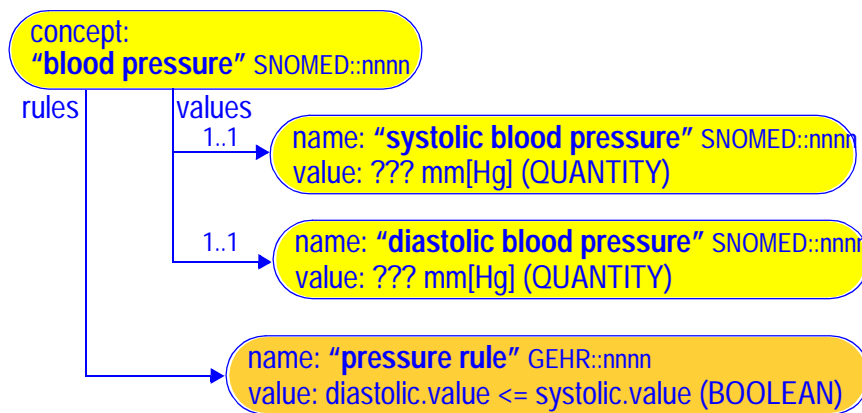 concept:
“blood pressure” SNOMED::nnnn
rules
values
1..1
name: “systolic blood pressure” SNOMED::nnnn
value: ??? mm[Hg] (QUANTITY)
1..1
name: “diastolic blood pressure” SNOMED::nnnn
value: ??? mm[Hg] (QUANTITY)
name: “pressure rule” GEHR::nnnn
value: diastolic.value <= systolic.value (BOOLEAN)